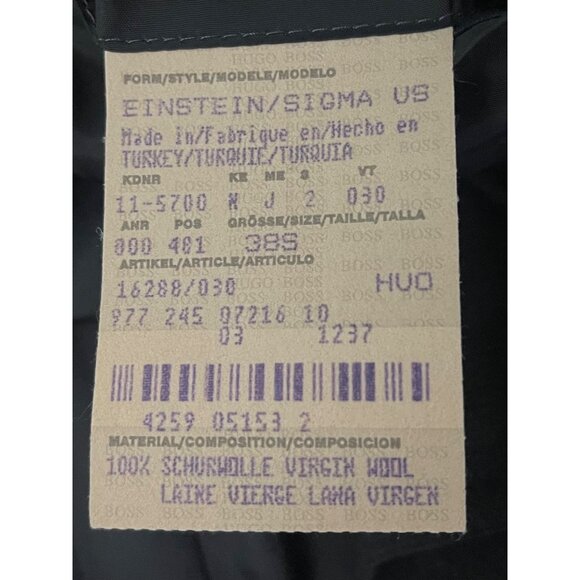 FORM/STYLE/MODELE/MODELO
EINSTEIN/SIGMA US
Made in/Fabrique en/Hecho en
TURKEY/TURQUIE/TURQUIA
KDNR KE ME S VT
11-5700 N J 2 030
ANR POS GRÖSSE/SIZE/TAILLE/TALLA
000 481 38S
ARTIKEL/ARTICLE/ARTICULO
16288/030 HUO
977 245 07216 10
03 1237
4259 05153 2
MATERIAL/COMPOSITION/COMPOSICION
100% SCHURWOLLE VIRGIN WOOL
LAINE VIERGE LANA VIRGEN